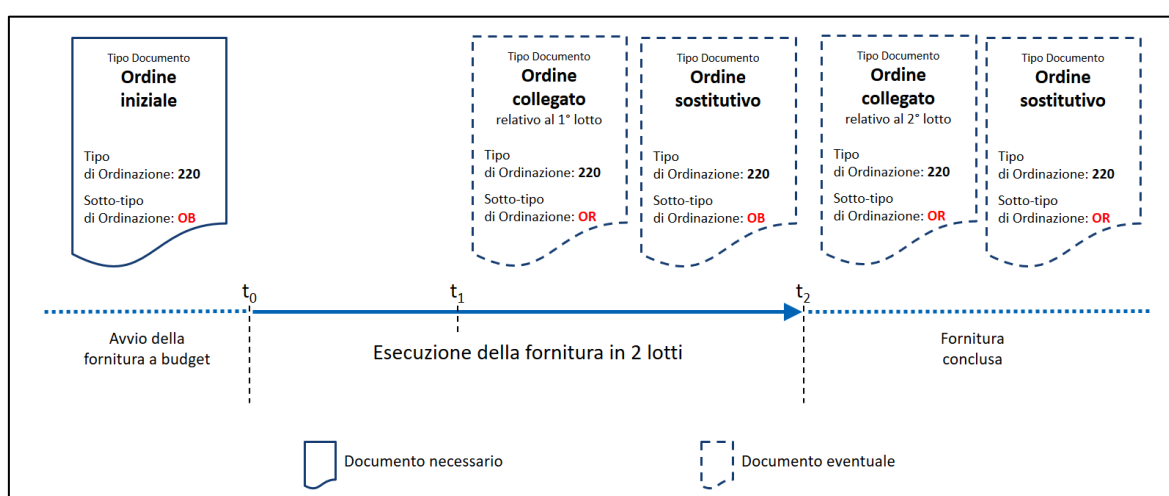 Tipo Documento
Ordine
iniziale
Tipo
di Ordinazione: 220
Sotto-tipo
di Ordinazione: OB
Tipo Documento
Ordine
collegato
relativo al 1° lotto
Tipo
di Ordinazione: 220
Sotto-tipo
di Ordinazione: OR
Tipo Documento
Ordine
sostitutivo
Tipo
di Ordinazione: 220
Sotto-tipo
di Ordinazione: OB
Tipo Documento
Ordine
collegato
relativo al 2° lotto
Tipo
di Ordinazione: 220
Sotto-tipo
di Ordinazione: OR
Tipo Documento
Ordine
sostitutivo
Tipo
di Ordinazione: 220
Sotto-tipo
di Ordinazione: OR
t0
t1
t2
Avvio della
fornitura a budget
Esecuzione della fornitura in 2 lotti
Fornitura
conclusa
Documento necessario
Documento eventuale